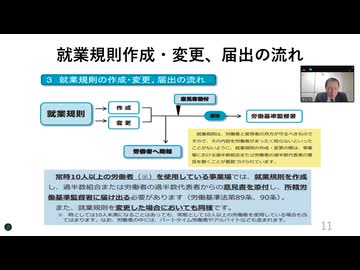 就業規則作成・変更、届出の流れ
3 就業規則の作成・変更、届出の流れ
意見書添付
就業規則
作成
変更
労働基準監督署
労働者へ周知
就業規則は、労働者と使用者の双方が守るべきもの
ですので、その内容を労働者がまったく知らないといった
ことがないように、就業規則の作成・変更の際は、事業
場における過半数組合または労働者の過半数代表者の意
見を聴くことが義務づけられています。
常時10人以上の労働者(※)を使用している事業場では、就業規則を作成
し、過半数組合または労働者の過半数代表者からの意見書を添付し、所轄労
働基準監督署に届け出る必要があります(労働基準法第89条、90条)。
また、就業規則を変更した場合においても同様です。
※ 時として10人未満になることはあっても、常態として10人以上の労働者を使用している場合も当
てはまります。なお、労働者の中には、パートタイム労働者やアルバイトなども含まれます。
11